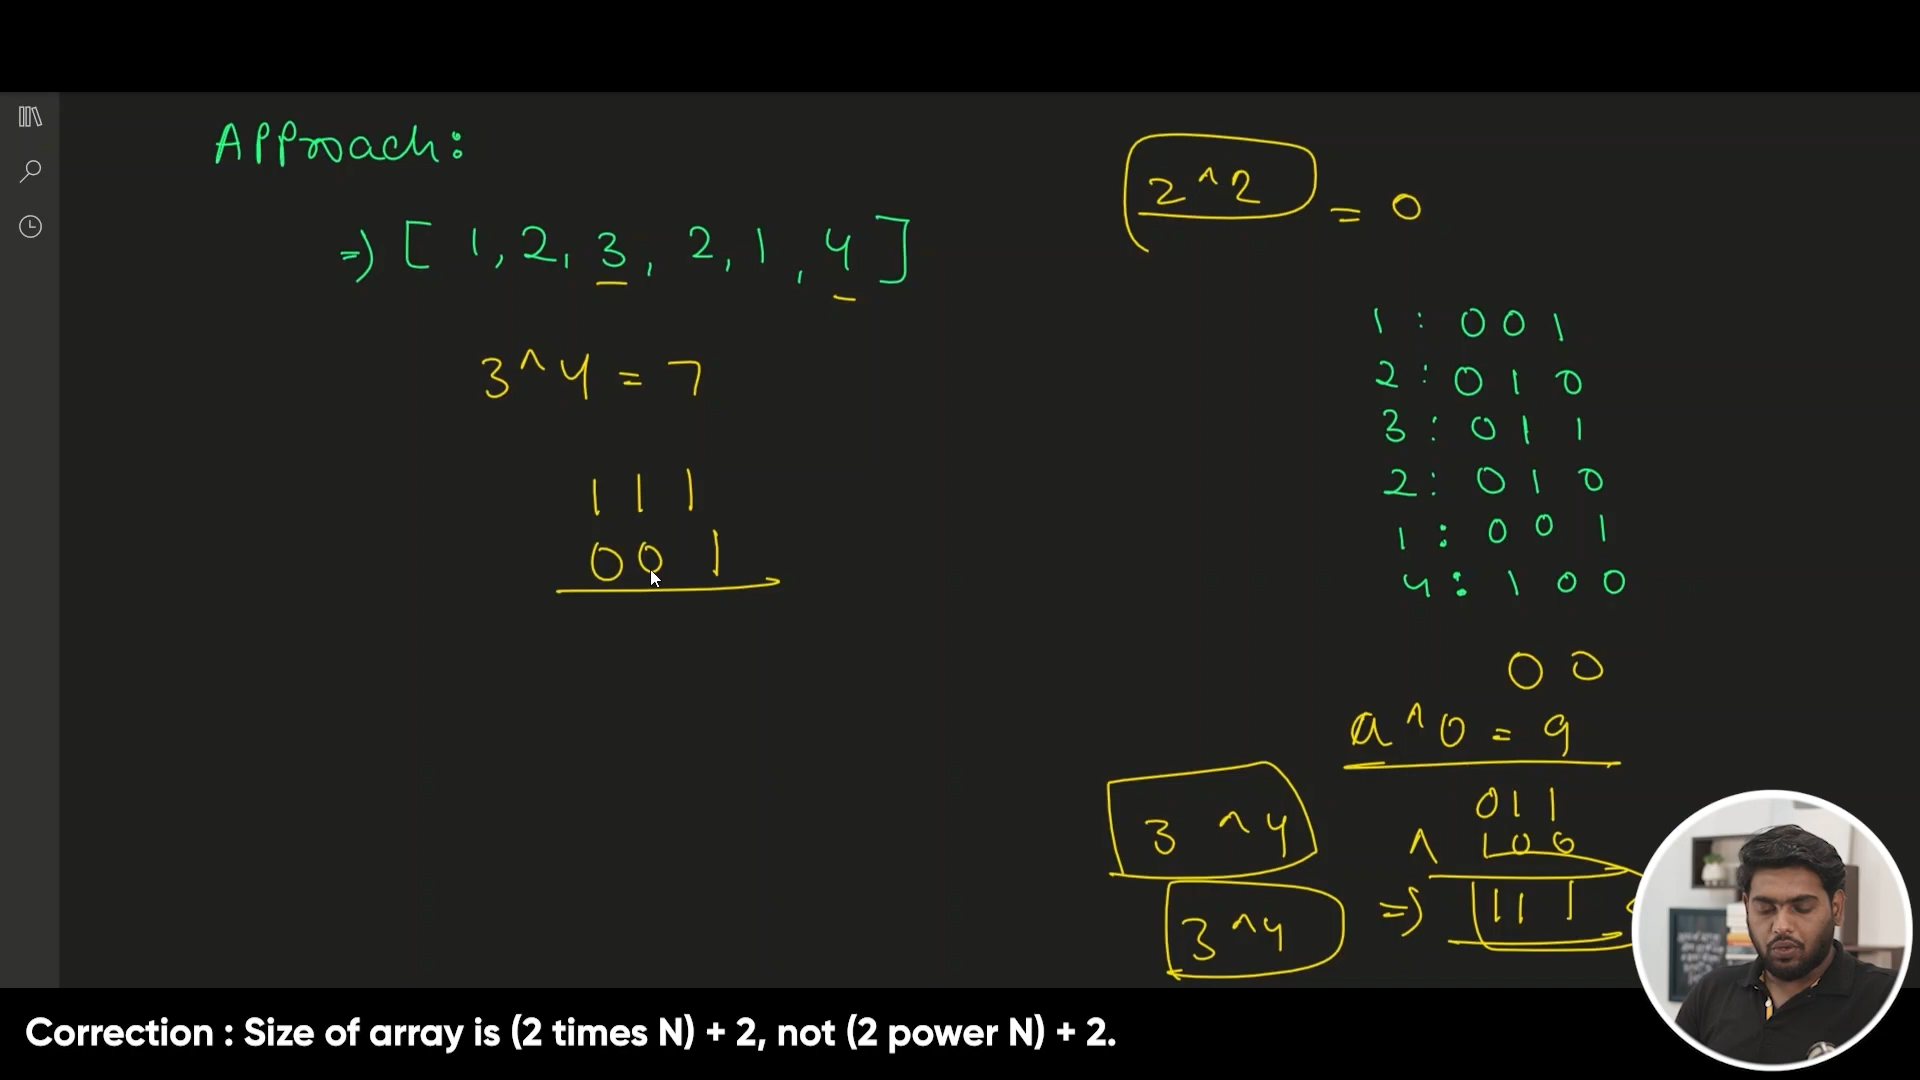 Approach:
=) [ 1, 2, 3, 2, 1, 4 ]
3 ^ 4 = 7
1 1 1
0 0 1
2 ^ 2 = 0
1 : 0 0 1
2 : 0 1 0
3 : 0 1 1
2 : 0 1 0
1 : 0 0 1
4 : 1 0 0
0 0
a ^ 0 = a
3 ^ 4
0 1 1
^ 1 0 0
3 ^ 4
=) 1 1 1
Correction : Size of array is (2 times N) + 2, not (2 power N) + 2.